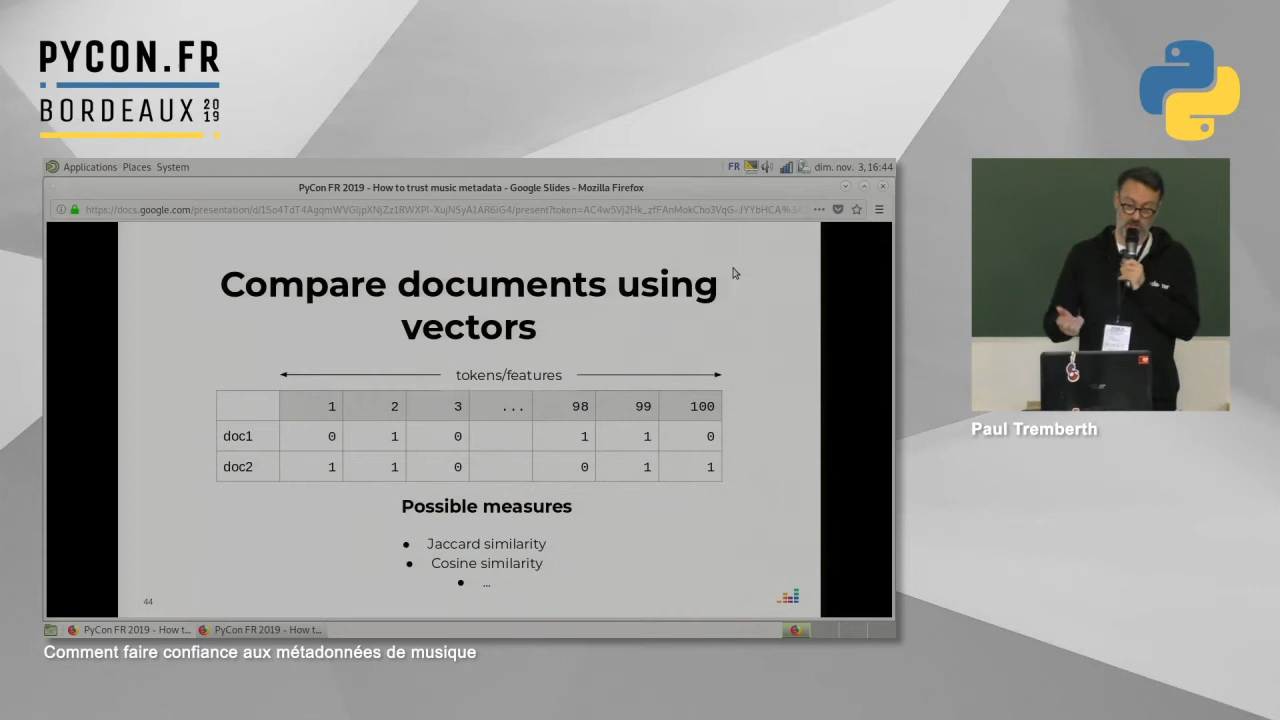 PYCON.FR
BORDEAUX 2019
Applications Places System
FR
dim. nov. 3, 16:44
PyCon FR 2019 - How to trust music metadata - Google Slides - Mozilla Firefox
Compare documents using
vectors
tokens/features
1 2 3 ... 98 99 100
doc1 0 1 0 1 1 0
doc2 1 1 0 0 1 1
Possible measures
● Jaccard similarity
● Cosine similarity
● ...
44
PyCon FR 2019 - How t... PyCon FR 2019 - How t...
Comment faire confiance aux métadonnées de musique
Paul Tremberth